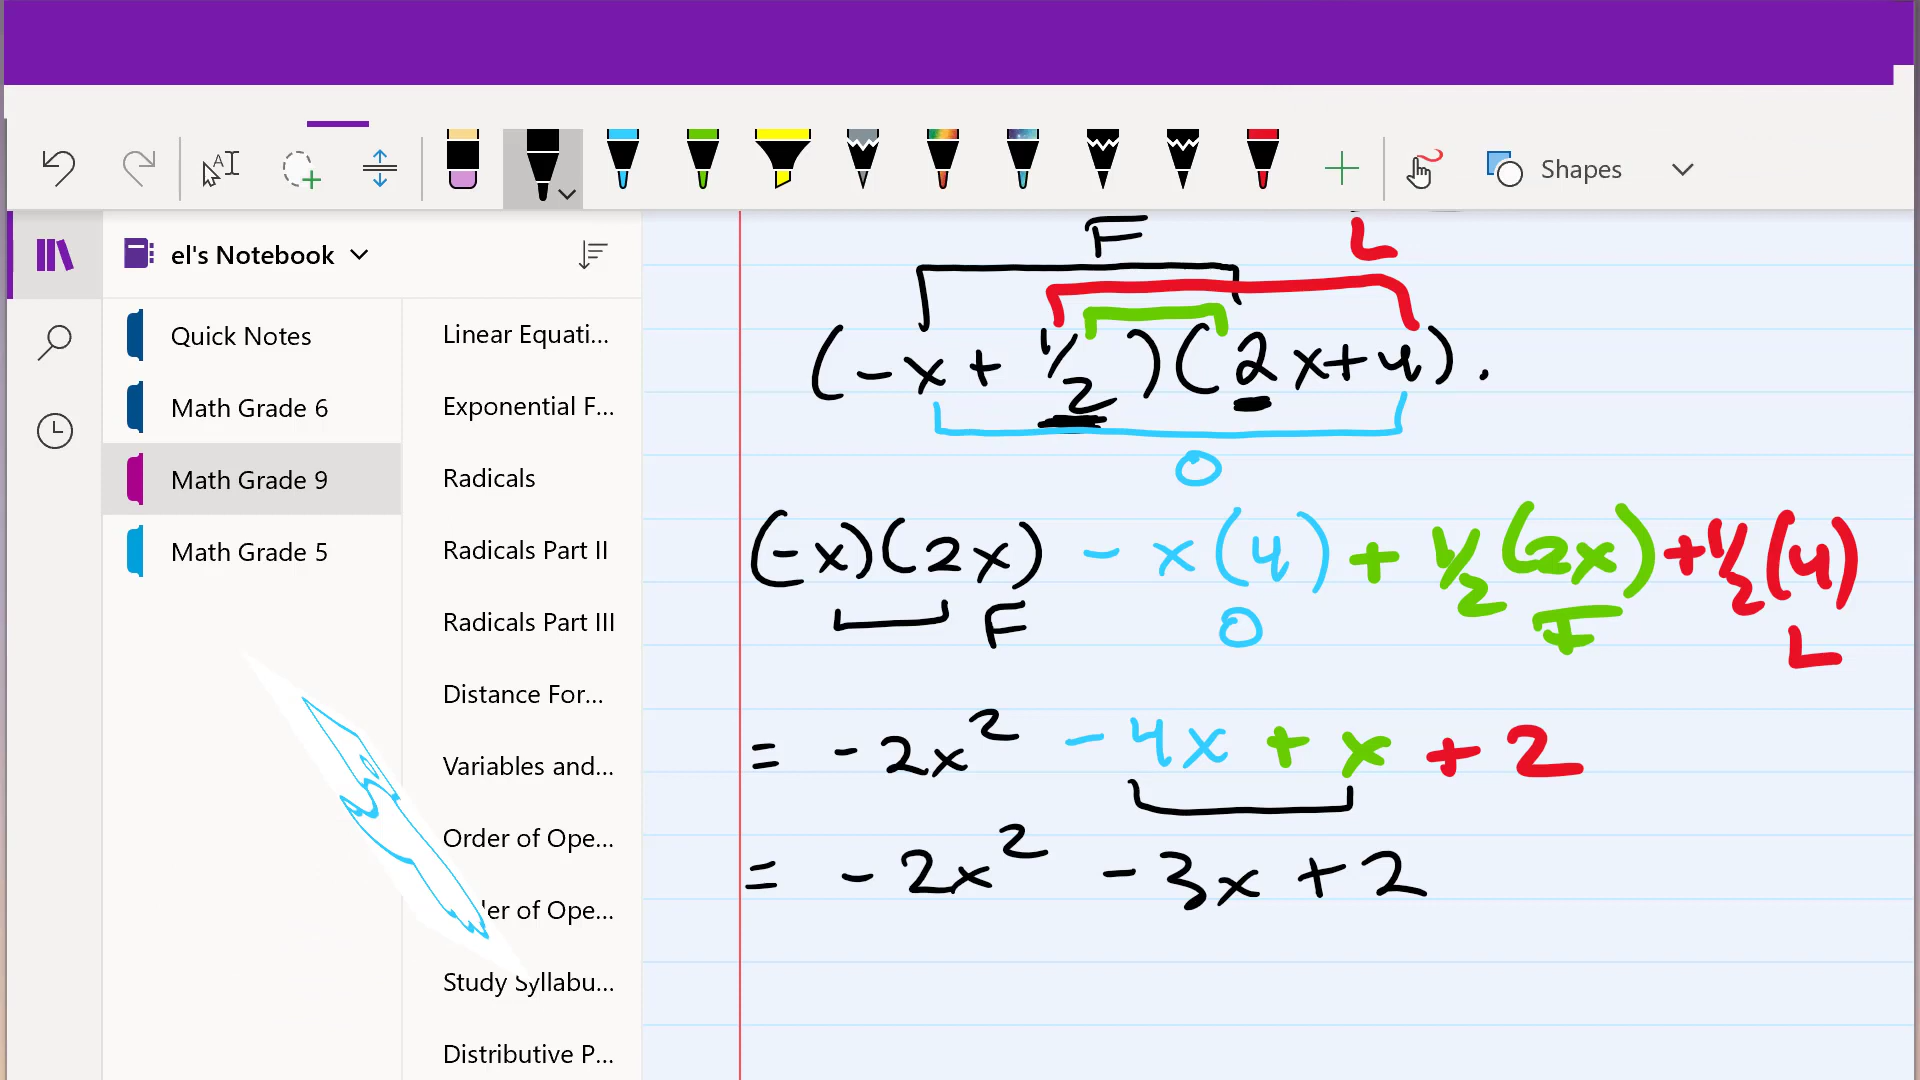 Shapes
el's Notebook
Quick Notes
Math Grade 6
Math Grade 9
Math Grade 5
Linear Equati...
Exponential F...
Radicals
Radicals Part II
Radicals Part III
Distance For...
Variables and...
Order of Ope...
er of Ope...
Study Syllabu...
Distributive P...
F L
(-x + 1/2)(2x+4).
O
(-x)(2x) - x(4) + 1/2(2x) + 1/2(4)
F O I L
= -2x² - 4x + x + 2
= -2x² - 3x + 2